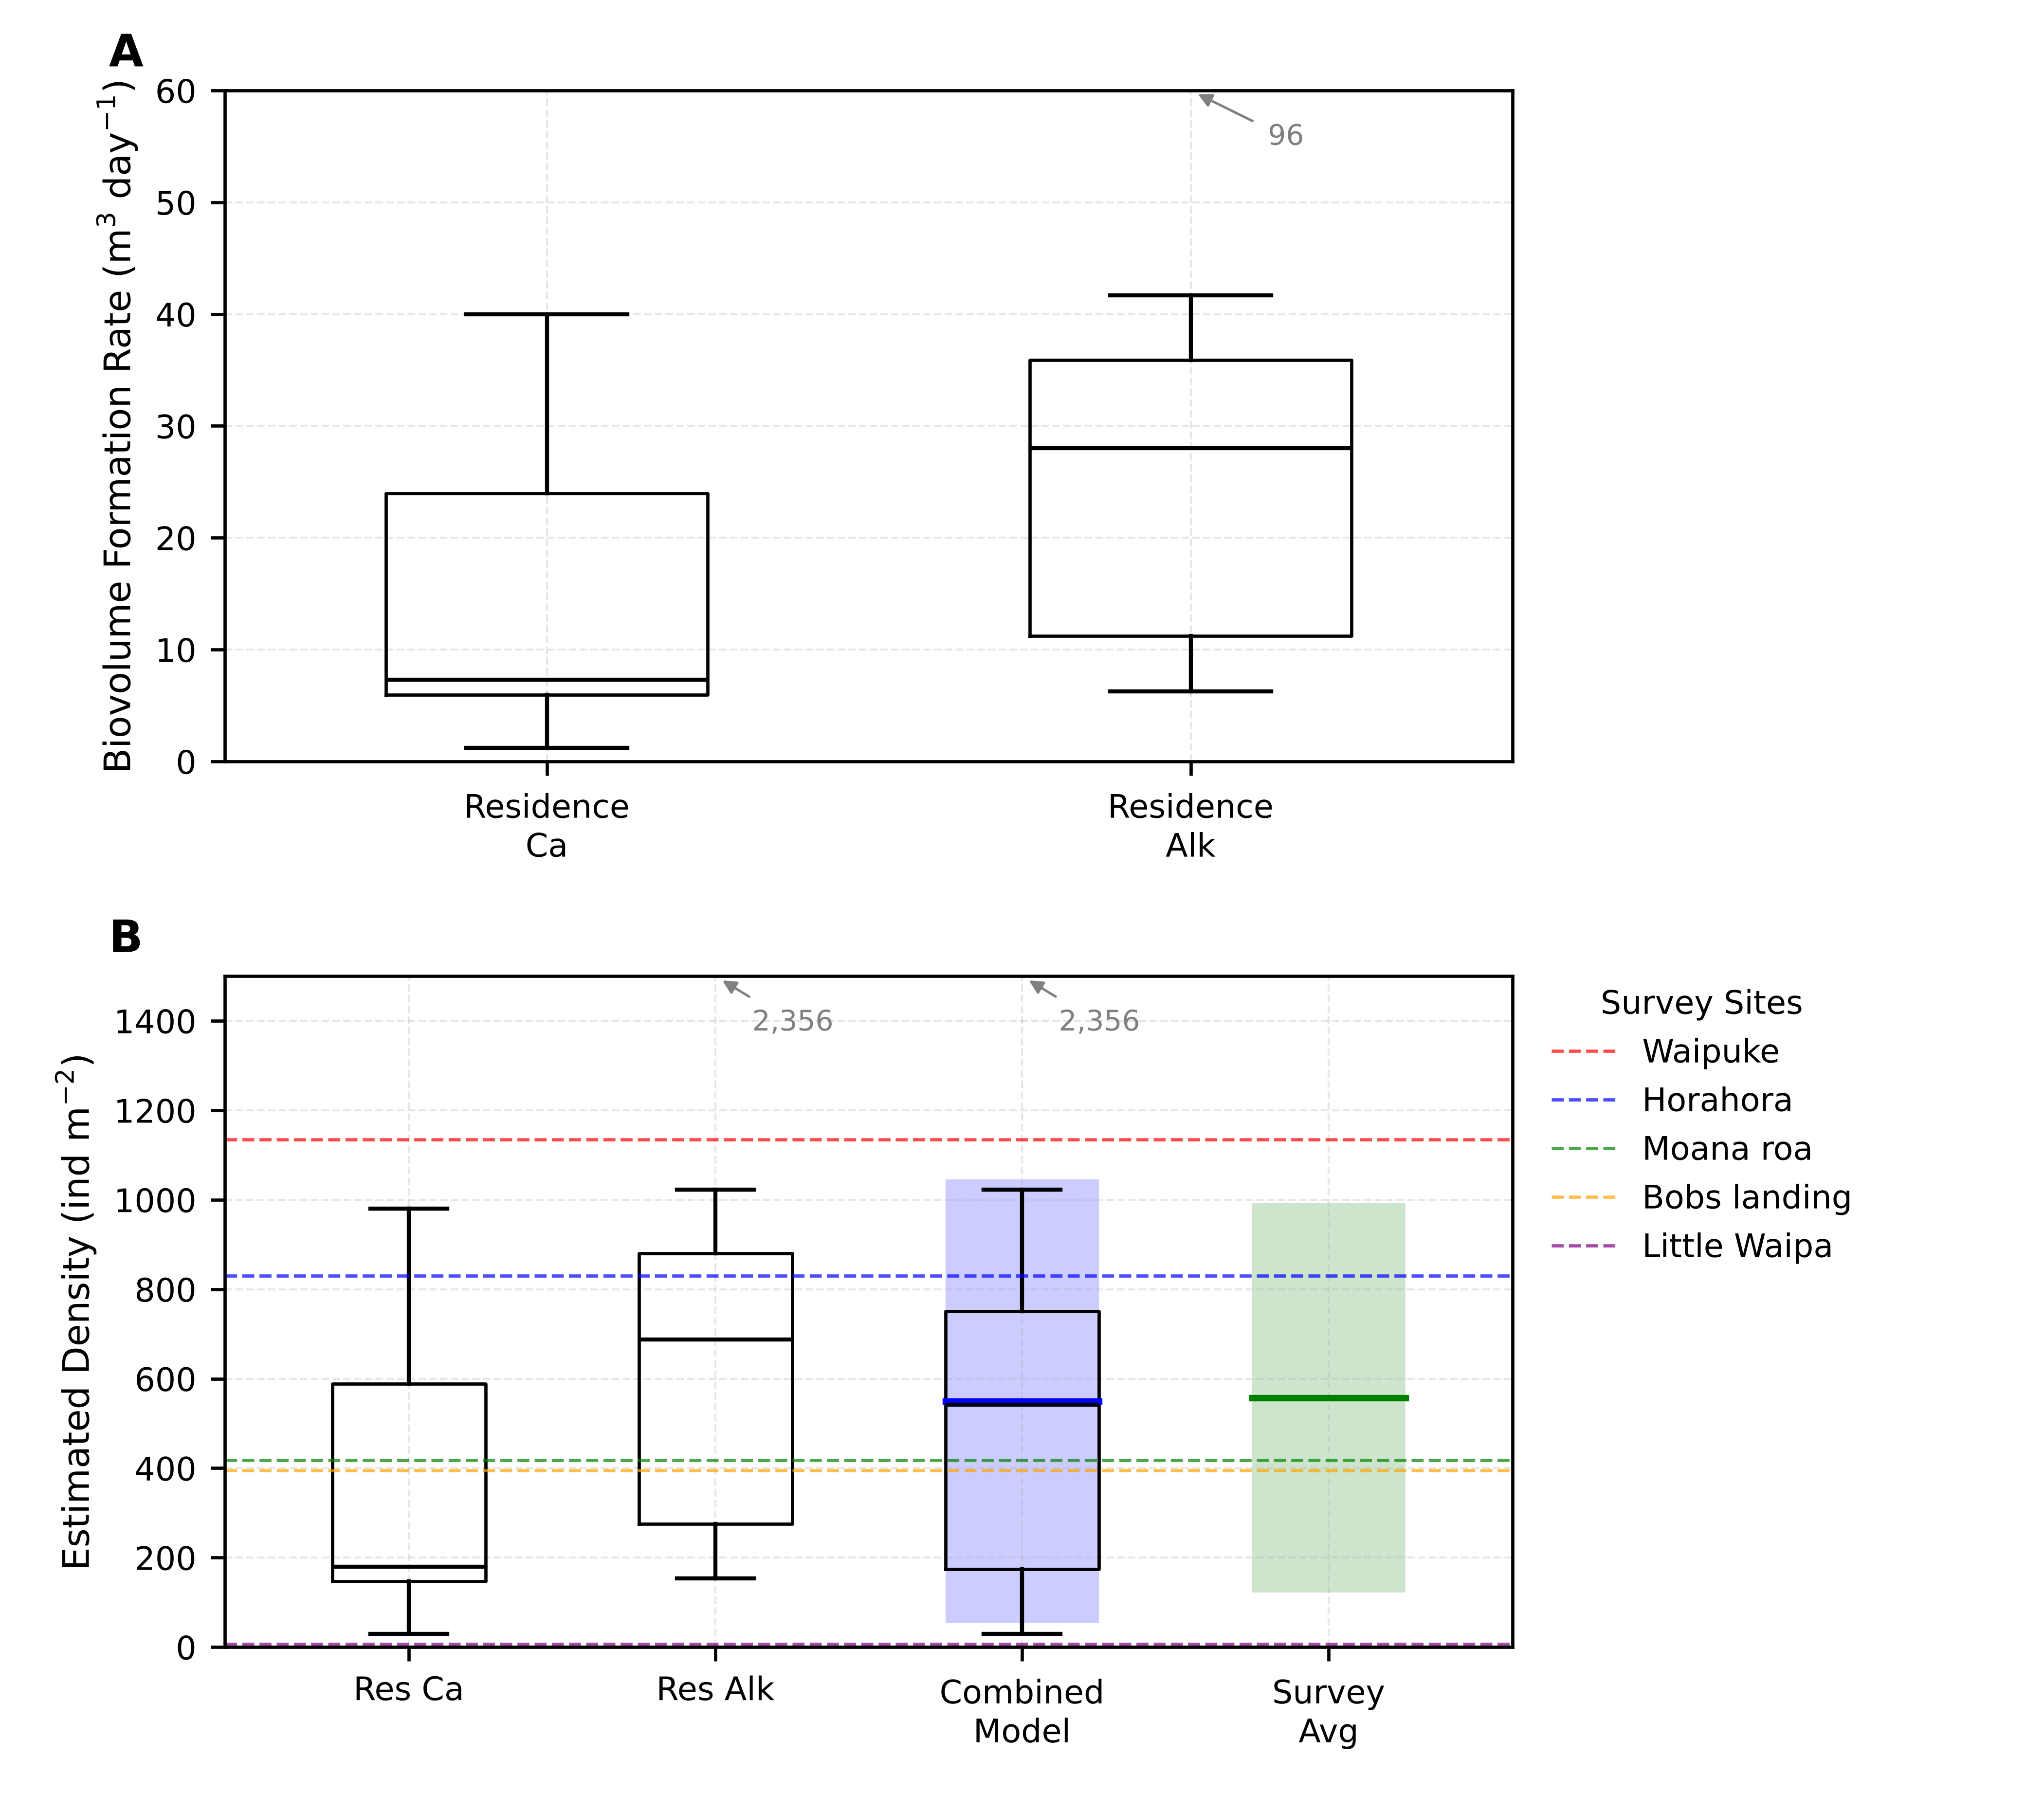 A
Biovolume Formation Rate (m³ day⁻¹)
60
50
40
30
20
10
0
96
Residence
Ca
Residence
Alk
B
Estimated Density (ind m⁻²)
1400
1200
1000
800
600
400
200
0
2,356
2,356
Res Ca
Res Alk
Combined
Model
Survey
Avg
Survey Sites
Waipuke
Horahora
Moana roa
Bobs landing
Little Waipa